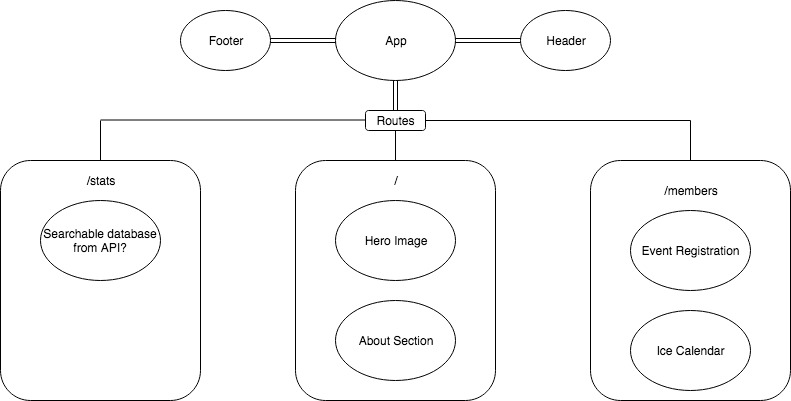 Footer
App
Header
Routes
/stats
Searchable database
from API?
/
Hero Image
About Section
/members
Event Registration
Ice Calendar